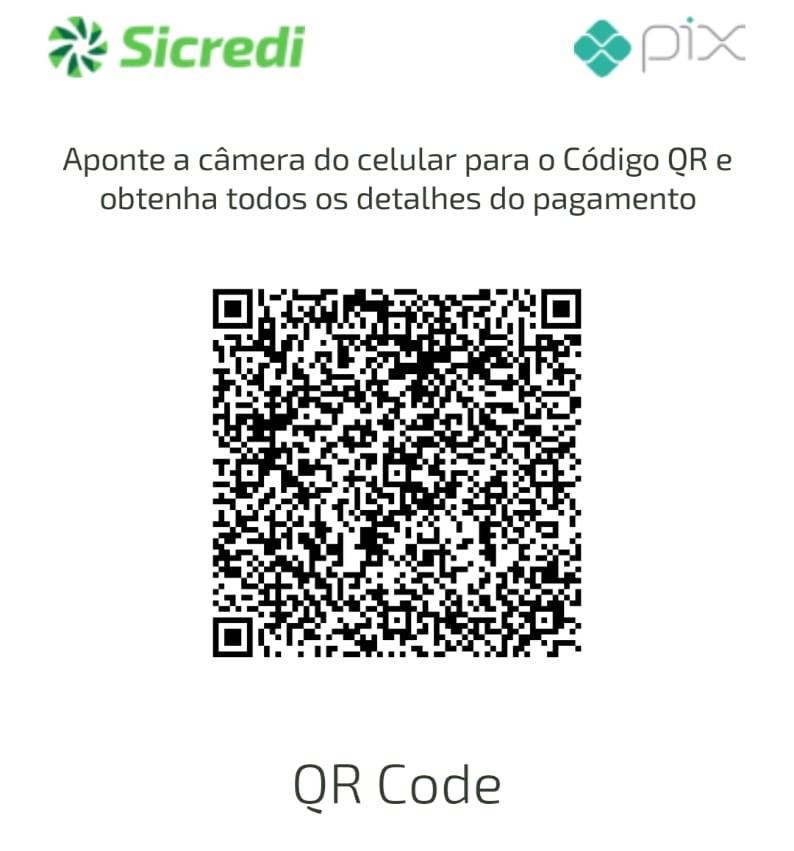 Sicredi
pix
Aponte a câmera do celular para o Código QR e
obtenha todos os detalhes do pagamento
QR Code